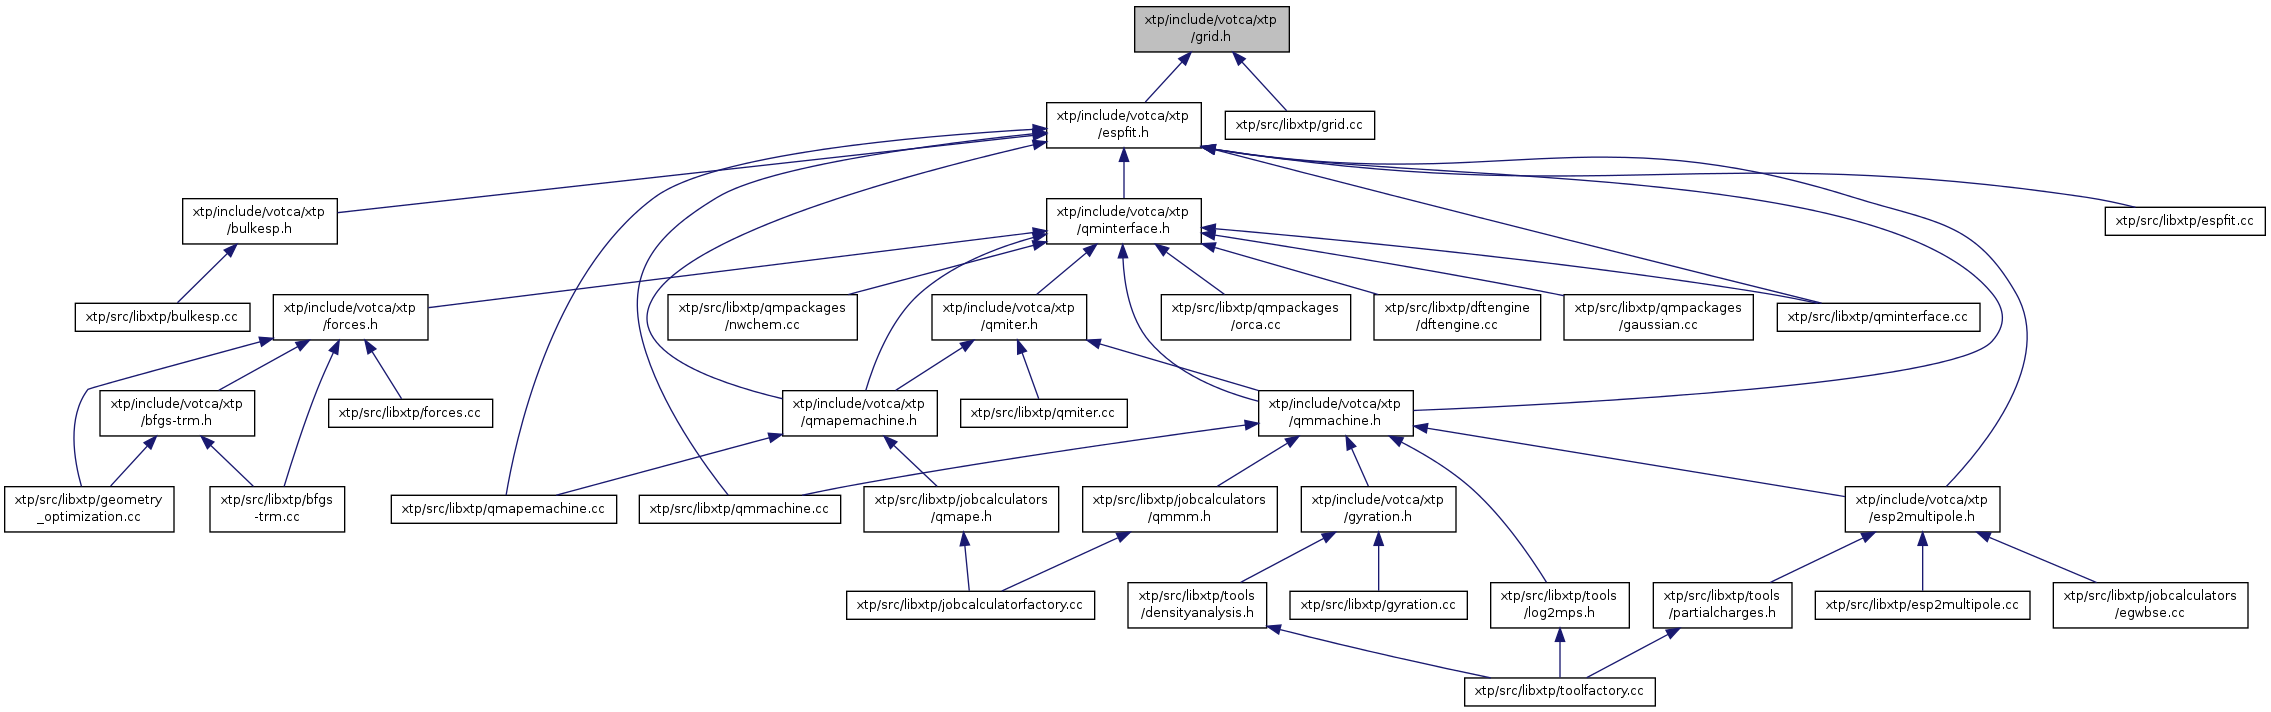 xtp/include/votca/xtp
/grid.h
xtp/include/votca/xtp
/espfit.h
xtp/src/libxtp/grid.cc
xtp/include/votca/xtp
/bulkesp.h
xtp/include/votca/xtp
/qminterface.h
xtp/src/libxtp/espfit.cc
xtp/src/libxtp/bulkesp.cc
xtp/include/votca/xtp
/forces.h
xtp/src/libxtp/qmpackages
/nwchem.cc
xtp/include/votca/xtp
/qmiter.h
xtp/src/libxtp/qmpackages
/orca.cc
xtp/src/libxtp/dftengine
/dftengine.cc
xtp/src/libxtp/qmpackages
/gaussian.cc
xtp/src/libxtp/qminterface.cc
xtp/include/votca/xtp
/bfgs-trm.h
xtp/src/libxtp/forces.cc
xtp/include/votca/xtp
/qmapemachine.h
xtp/src/libxtp/qmiter.cc
xtp/include/votca/xtp
/qmmachine.h
xtp/src/libxtp/geometry
_optimization.cc
xtp/src/libxtp/bfgs
-trm.cc
xtp/src/libxtp/qmapemachine.cc
xtp/src/libxtp/qmmachine.cc
xtp/src/libxtp/jobcalculators
/qmape.h
xtp/src/libxtp/jobcalculators
/qmmm.h
xtp/include/votca/xtp
/gyration.h
xtp/include/votca/xtp
/esp2multipole.h
xtp/src/libxtp/jobcalculatorfactory.cc
xtp/src/libxtp/tools
/densityanalysis.h
xtp/src/libxtp/gyration.cc
xtp/src/libxtp/tools
/log2mps.h
xtp/src/libxtp/tools
/partialcharges.h
xtp/src/libxtp/esp2multipole.cc
xtp/src/libxtp/jobcalculators
/egwbse.cc
xtp/src/libxtp/toolfactory.cc